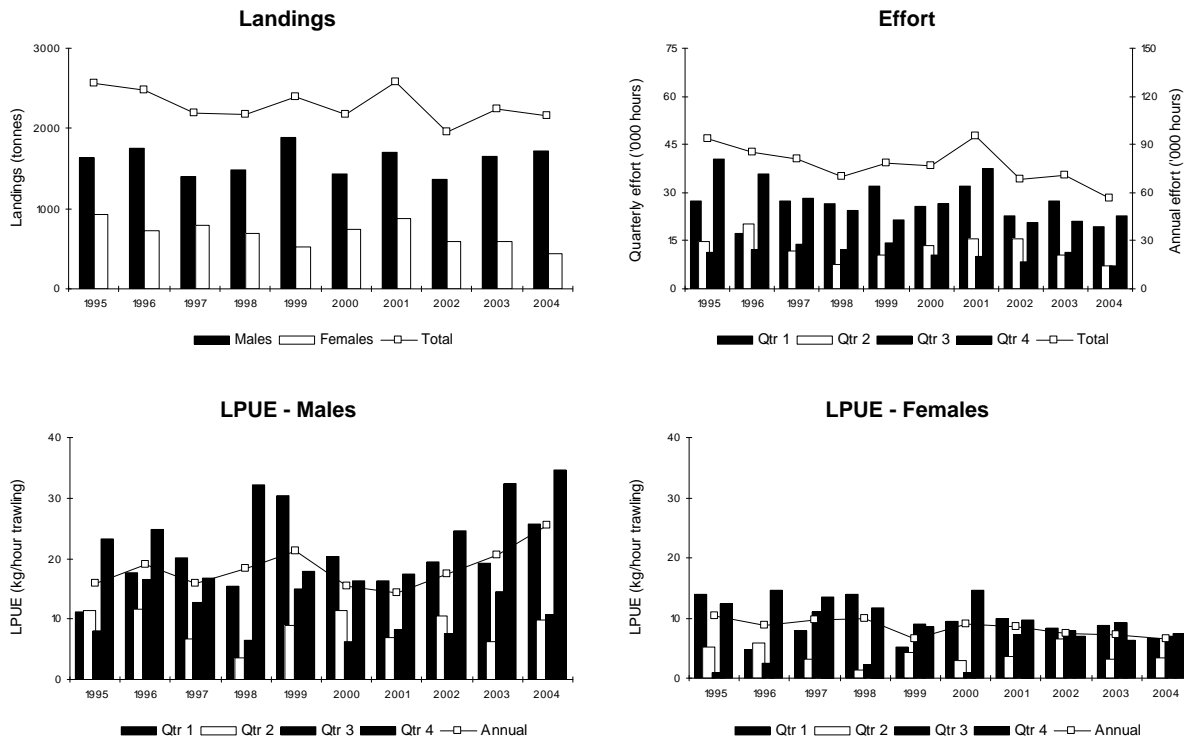 Landings
3000
2000
1000
0
Landings (tonnes)
1995 1996 1997 1998 1999 2000 2001 2002 2003 2004
Males Females Total
Effort
75
60
45
30
15
0
Quarterly effort ('000 hours)
150
120
90
60
30
0
Annual effort ('000 hours)
1995 1996 1997 1998 1999 2000 2001 2002 2003 2004
Qtr 1 Qtr 2 Qtr 3 Qtr 4 Total
LPUE - Males
40
30
20
10
0
LPUE (kg/hour trawling)
1995 1996 1997 1998 1999 2000 2001 2002 2003 2004
Qtr 1 Qtr 2 Qtr 3 Qtr 4 Annual
LPUE - Females
40
30
20
10
0
LPUE (kg/hour trawling)
1995 1996 1997 1998 1999 2000 2001 2002 2003 2004
Qtr 1 Qtr 2 Qtr 3 Qtr 4 Annual